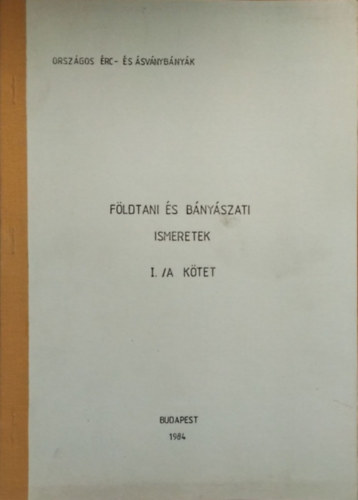 ORSZÁGOS ÉRC- ÉS ÁSVÁNYBÁNYÁK
FÖLDTANI ÉS BÁNYÁSZATI
ISMERETEK
I. /A KÖTET
BUDAPEST
1984